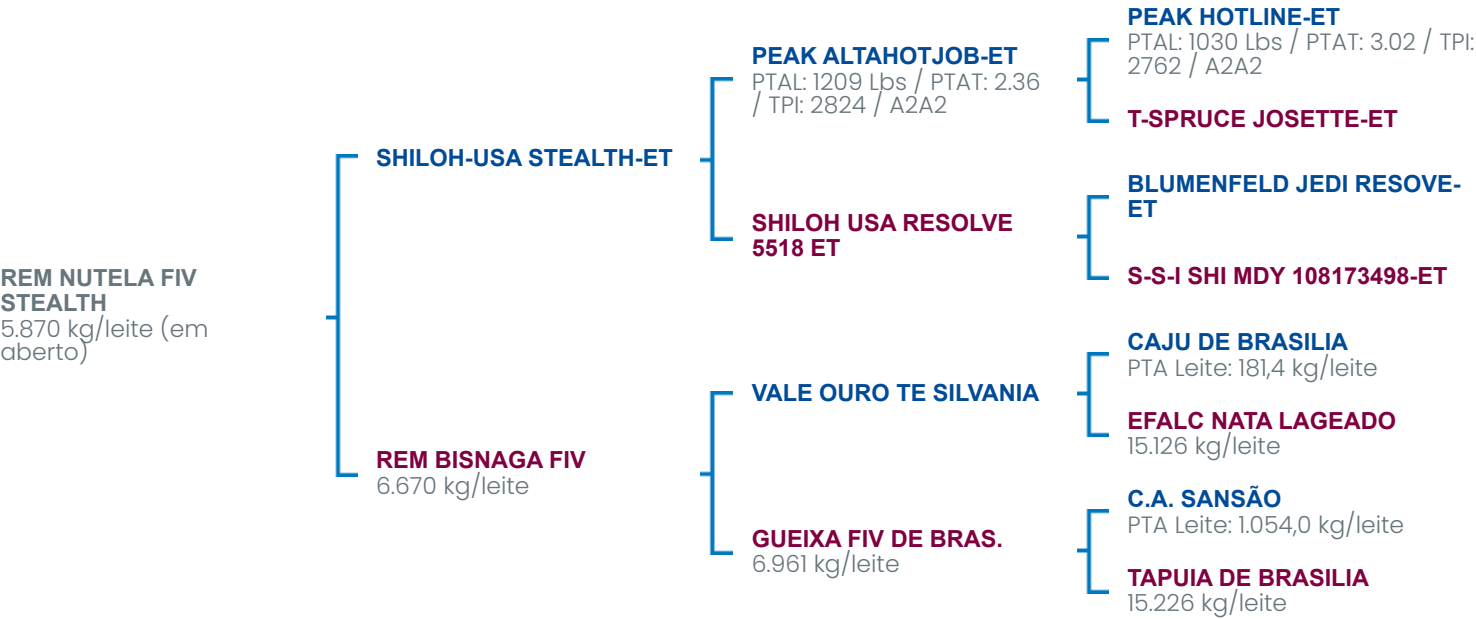 REM NUTELA FIV
STEALTH
5.870 kg/leite (em
aberto)
SHILOH-USA STEALTH-ET
REM BISNAGA FIV
6.670 kg/leite
PEAK ALTAHOTJOB-ET
PTAL: 1209 Lbs / PTAT: 2.36
/ TPI: 2824 / A2A2
SHILOH USA RESOLVE
5518 ET
VALE OURO TE SILVANIA
GUEIXA FIV DE BRAS.
6.961 kg/leite
PEAK HOTLINE-ET
PTAL: 1030 Lbs / PTAT: 3.02 / TPI:
2762 / A2A2
T-SPRUCE JOSETTE-ET
BLUMENFELD JEDI RESOVE-
ET
S-S-I SHI MDY 108173498-ET
CAJU DE BRASILIA
PTA Leite: 181,4 kg/leite
EFALC NATA LAGEADO
15.126 kg/leite
C.A. SANSÃO
PTA Leite: 1.054,0 kg/leite
TAPUIA DE BRASILIA
15.226 kg/leite